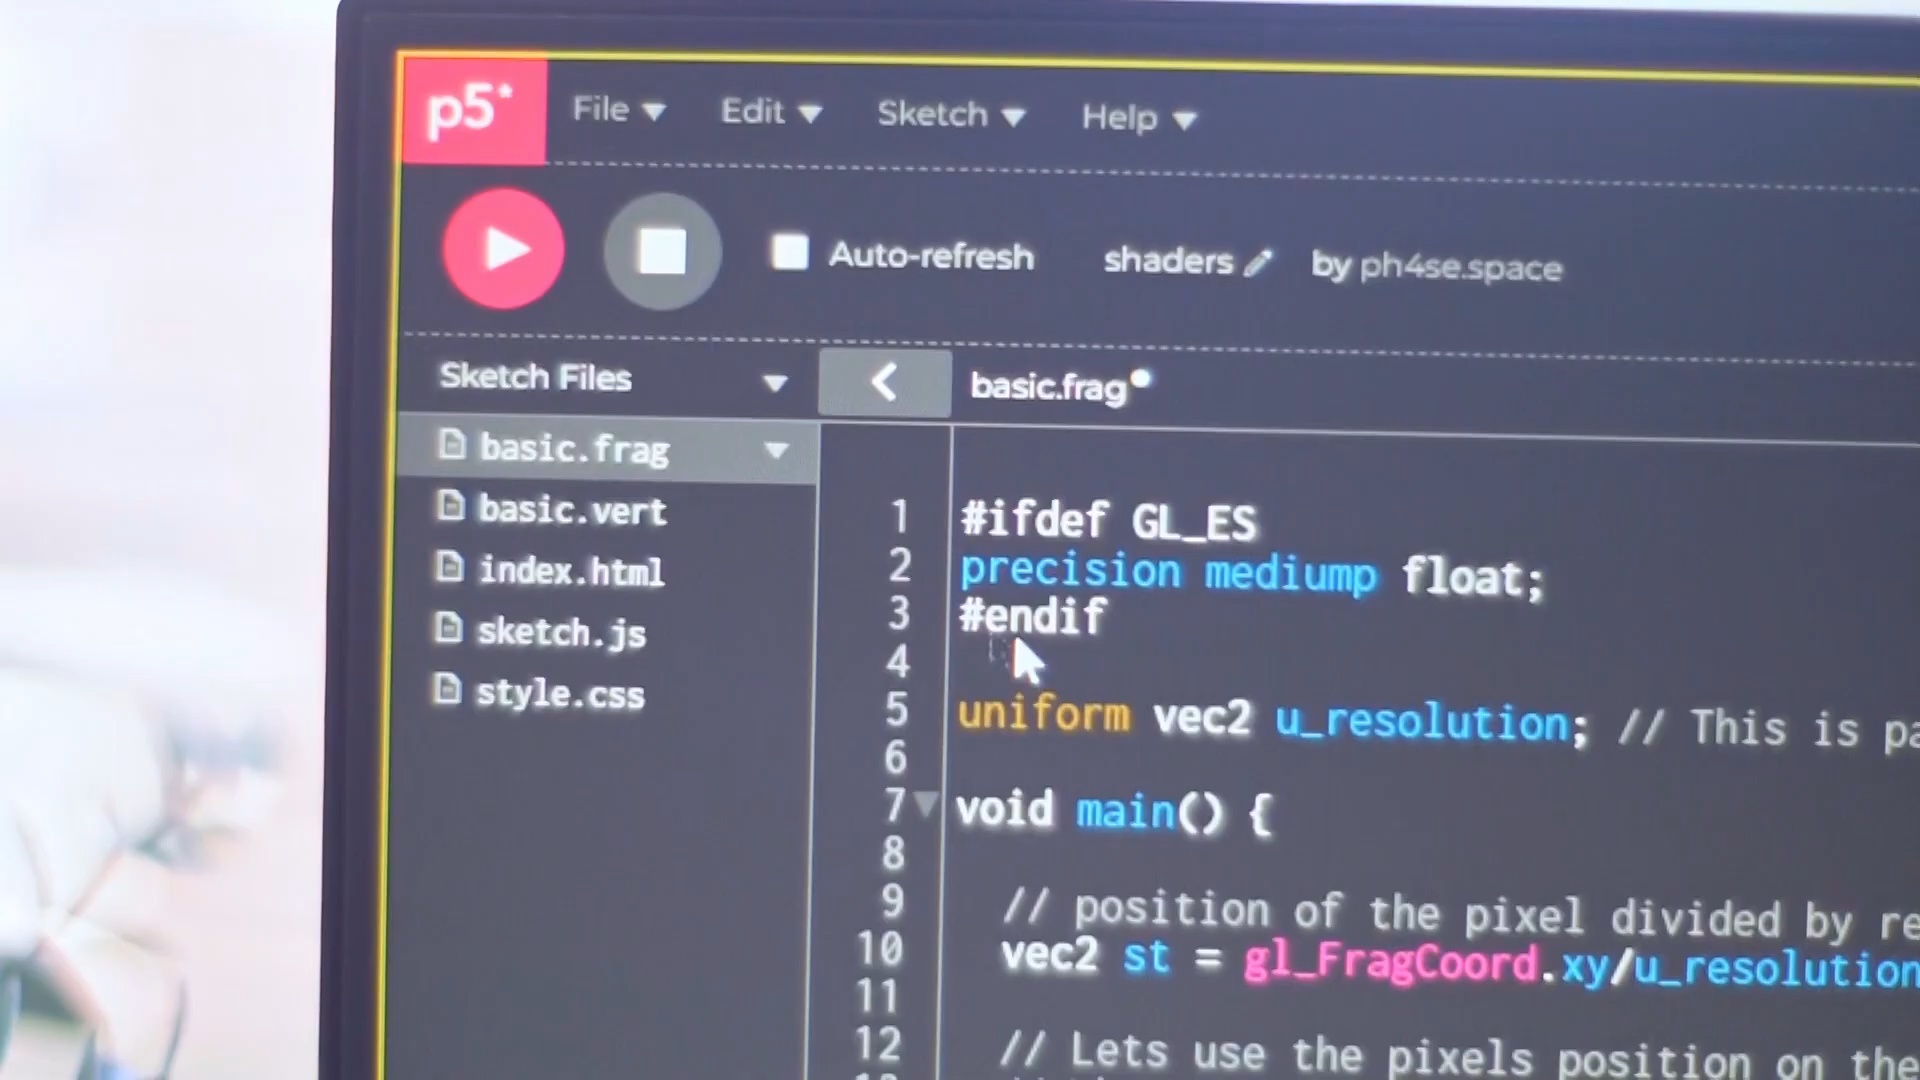 p5*
File Edit Sketch Help
Auto-refresh shaders by ph4se.space
Sketch Files
basic.frag
basic.frag
basic.vert
index.html
sketch.js
style.css
1 #ifdef GL_ES
2 precision mediump float;
3 #endif
4
5 uniform vec2 u_resolution; // This is
6
7 void main() {
8
9 // position of the pixel divided by
10 vec2 st = gl_FragCoord.xy/u_resolution
11
12 // Lets use the pixels position on the